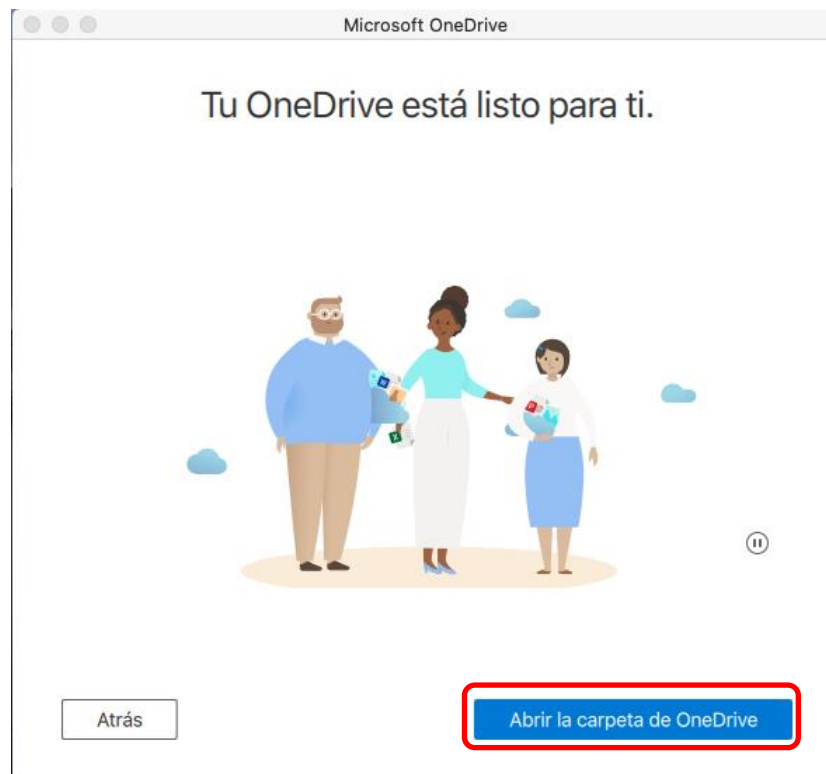 Microsoft OneDrive
Tu OneDrive está listo para ti.
W
P
X
Atrás
Abrir la carpeta de OneDrive